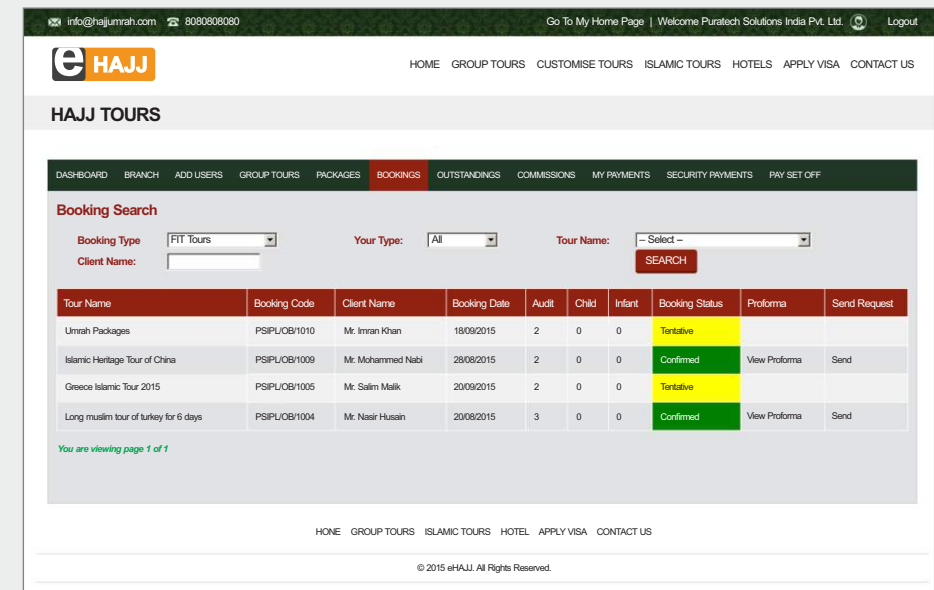 info@hajjumrah.com 8080808080 Go To My Home Page | Welcome Puratech Solutions India Pvt. Ltd. Logout
e HAJJ
HOME GROUP TOURS CUSTOMISE TOURS ISLAMIC TOURS HOTELS APPLY VISA CONTACT US
HAJJ TOURS
DASHBOARD BRANCH ADD USERS GROUP TOURS PACKAGES BOOKINGS OUTSTANDINGS COMMISSIONS MY PAYMENTS SECURITY PAYMENTS PAY SET OFF
Booking Search
Booking Type FIT Tours Your Type: All Tour Name: – Select –
Client Name: SEARCH
Tour Name Booking Code Client Name Booking Date Audit Child Infant Booking Status Proforma Send Request
Umrah Packages PSIPL/OB/1010 Mr. Imran Khan 18/09/2015 2 0 0 Tentative
Islamic Heritage Tour of China PSIPL/OB/1009 Mr. Mohammed Nabi 28/08/2015 2 0 0 Confirmed View Proforma Send
Greece Islamic Tour 2015 PSIPL/OB/1005 Mr. Salim Malik 20/09/2015 2 0 0 Tentative
Long muslim tour of turkey for 6 days PSIPL/OB/1004 Mr. Nasir Husain 20/08/2015 3 0 0 Confirmed View Proforma Send
You are viewing page 1 of 1
HONE GROUP TOURS ISLAMIC TOURS HOTEL APPLY VISA CONTACT US
© 2015 eHAJJ. All Rights Reserved.